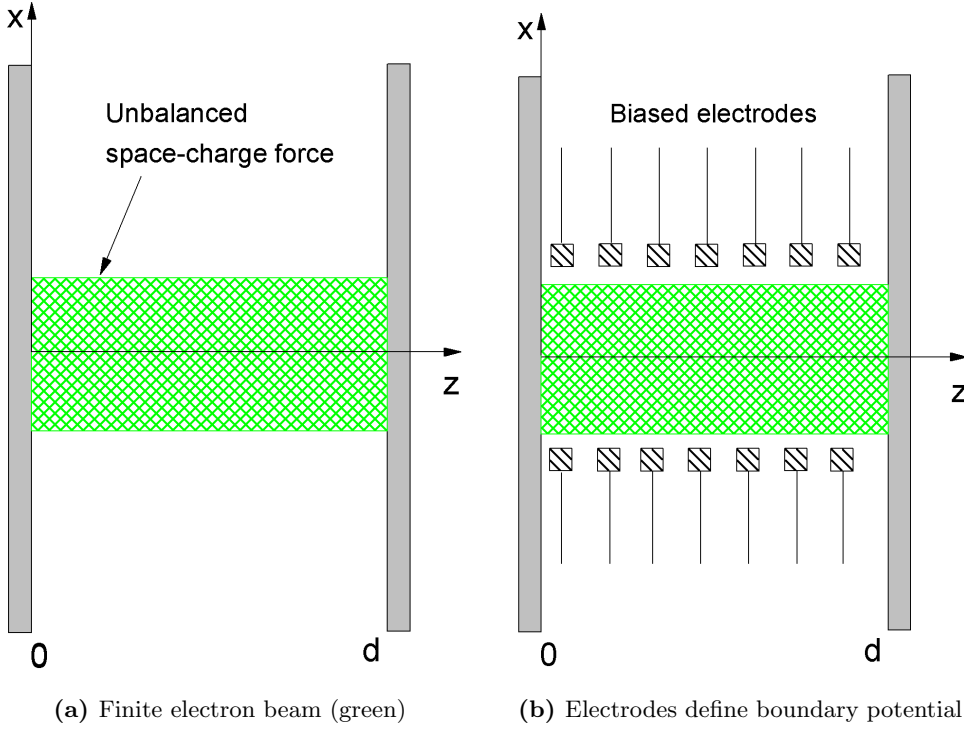 x
Unbalanced
space-charge force
z
0
d
(a) Finite electron beam (green)
x
Biased electrodes
z
0
d
(b) Electrodes define boundary potential